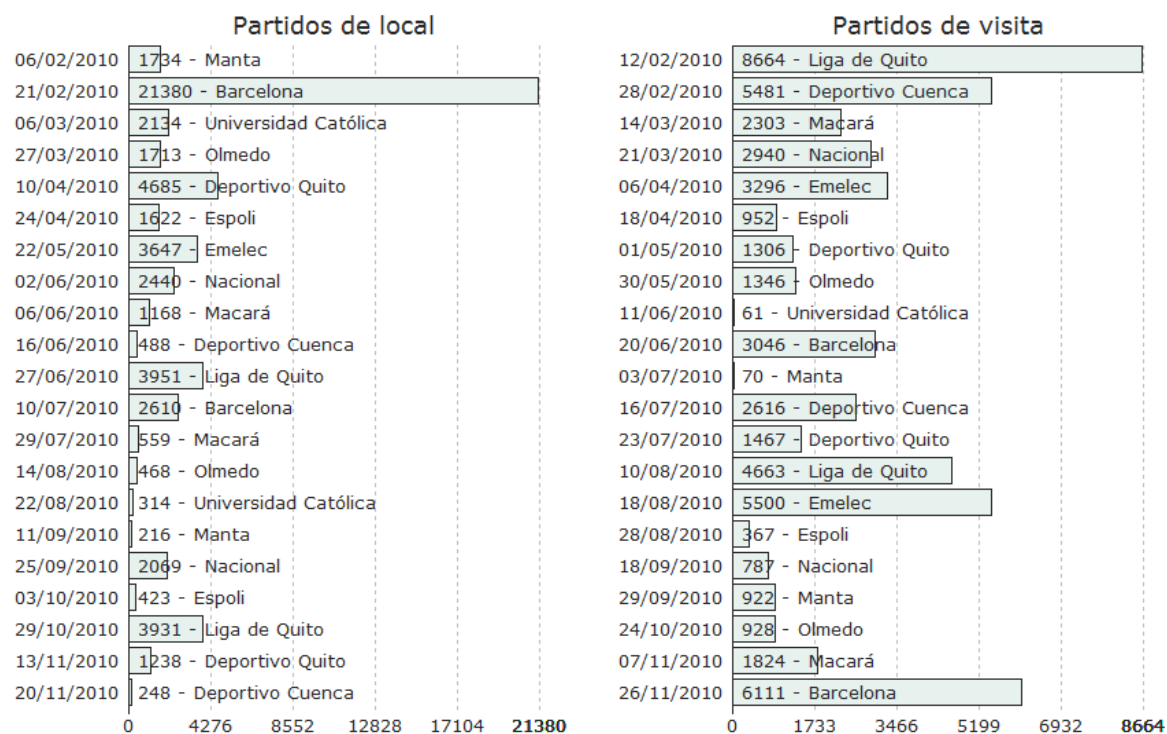 Partidos de local
06/02/2010 1734 - Manta
21/02/2010 21380 - Barcelona
06/03/2010 2134 - Universidad Católica
27/03/2010 1713 - Olmedo
10/04/2010 4685 - Deportivo Quito
24/04/2010 1622 - Espoli
22/05/2010 3647 - Emelec
02/06/2010 2440 - Nacional
06/06/2010 1168 - Macará
16/06/2010 488 - Deportivo Cuenca
27/06/2010 3951 - Liga de Quito
10/07/2010 2610 - Barcelona
29/07/2010 559 - Macará
14/08/2010 468 - Olmedo
22/08/2010 314 - Universidad Católica
11/09/2010 216 - Manta
25/09/2010 2069 - Nacional
03/10/2010 423 - Espoli
29/10/2010 3931 - Liga de Quito
13/11/2010 1238 - Deportivo Quito
20/11/2010 248 - Deportivo Cuenca
0 4276 8552 12828 17104 21380
Partidos de visita
12/02/2010 8664 - Liga de Quito
28/02/2010 5481 - Deportivo Cuenca
14/03/2010 2303 - Macará
21/03/2010 2940 - Nacional
06/04/2010 3296 - Emelec
18/04/2010 952 - Espoli
01/05/2010 1306 - Deportivo Quito
30/05/2010 1346 - Olmedo
11/06/2010 61 - Universidad Católica
20/06/2010 3046 - Barcelona
03/07/2010 70 - Manta
16/07/2010 2616 - Deportivo Cuenca
23/07/2010 1467 - Deportivo Quito
10/08/2010 4663 - Liga de Quito
18/08/2010 5500 - Emelec
28/08/2010 367 - Espoli
18/09/2010 787 - Nacional
29/09/2010 922 - Manta
24/10/2010 928 - Olmedo
07/11/2010 1824 - Macará
26/11/2010 6111 - Barcelona
0 1733 3466 5199 6932 8664